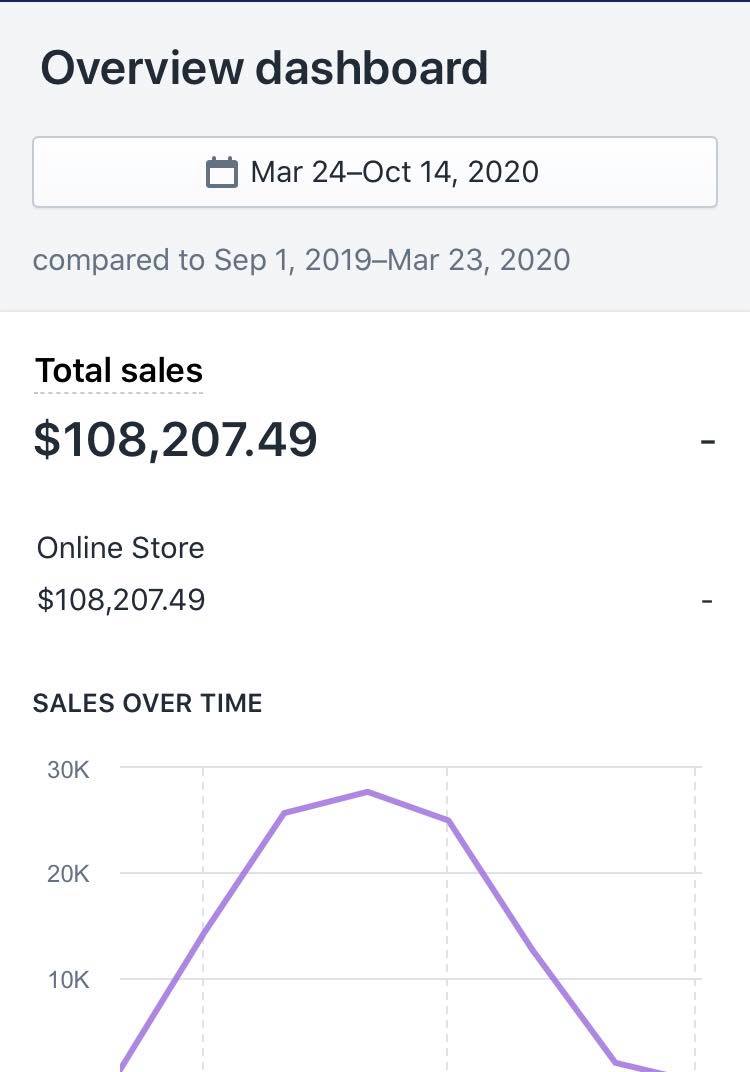 Overview dashboard
Mar 24–Oct 14, 2020
compared to Sep 1, 2019–Mar 23, 2020
Total sales
$108,207.49 -
Online Store
$108,207.49 -
SALES OVER TIME
30K
20K
10K